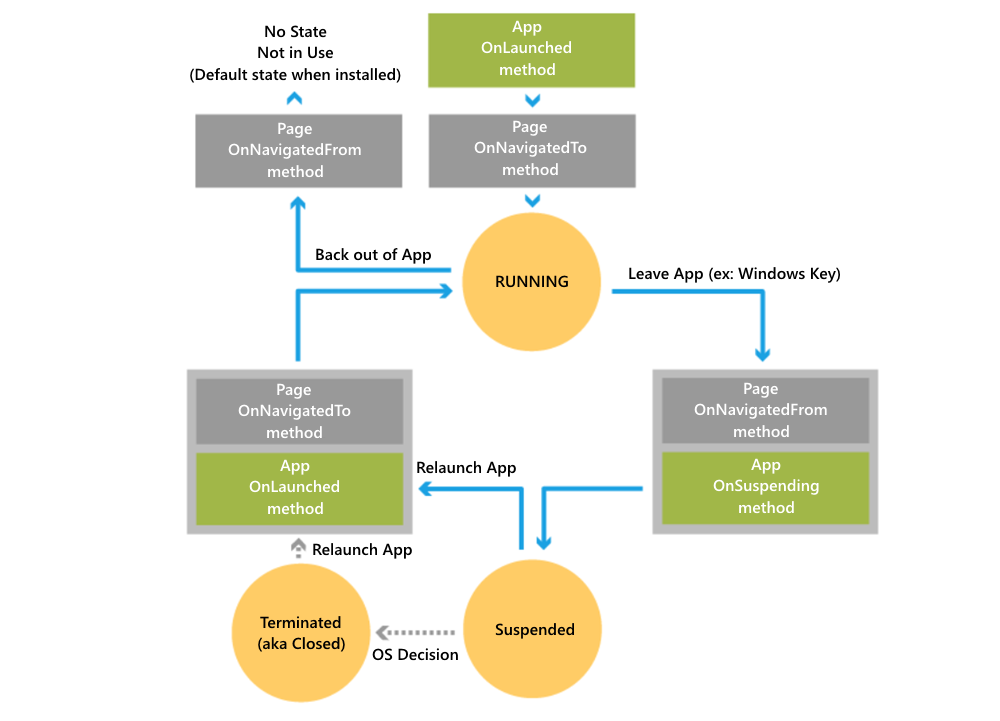 No State
Not in Use
(Default state when installed)
App
OnLaunched
method
Page
OnNavigatedFrom
method
Page
OnNavigatedTo
method
Back out of App
RUNNING
Leave App (ex: Windows Key)
Page
OnNavigatedTo
method
App
OnLaunched
method
Page
OnNavigatedFrom
method
App
OnSuspending
method
Relaunch App
Relaunch App
Terminated
(aka Closed)
OS Decision
Suspended